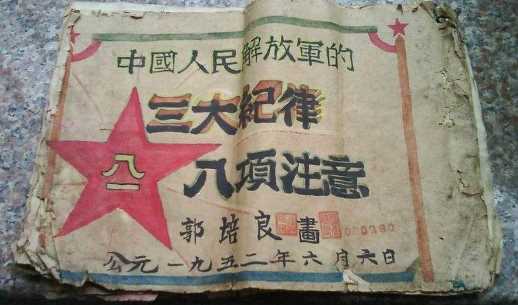 中國人民解放軍的
三大紀律
八一
八項注意
郭培良畫
公元一九五二年六月六日